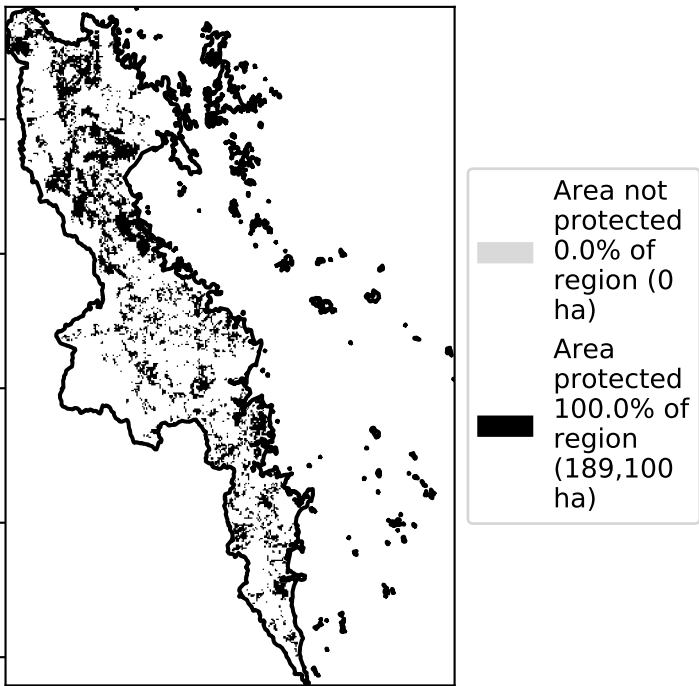 Area not
protected
0.0% of
region (0
ha)
Area
protected
100.0% of
region
(189,100
ha)